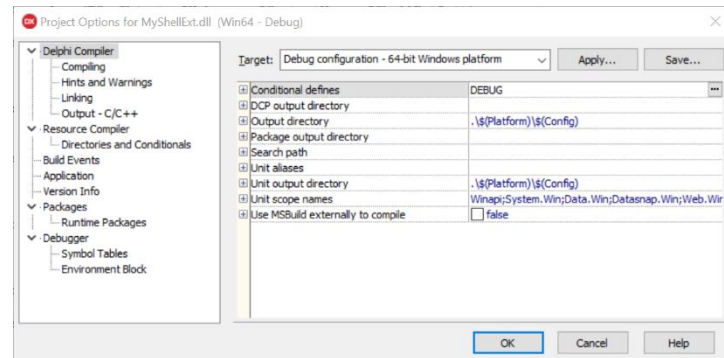 Project Options for MyShellExt.dll (Win64 - Debug)
Delphi Compiler
Compiling
Hints and Warnings
Linking
Output - C/C++
Resource Compiler
Directories and Conditionals
Build Events
Application
Version Info
Packages
Runtime Packages
Debugger
Symbol Tables
Environment Block
Target: Debug configuration - 64-bit Windows platform Apply... Save...
Conditional defines DEBUG ...
DCP output directory
Output directory .\$(Platform)\$(Config)
Package output directory
Search path
Unit aliases
Unit output directory .\$(Platform)\$(Config)
Unit scope names Winapi;System.Win;Data.Win;Datasnap.Win;Web.Wir
Use MSBuild externally to compile false
OK Cancel Help